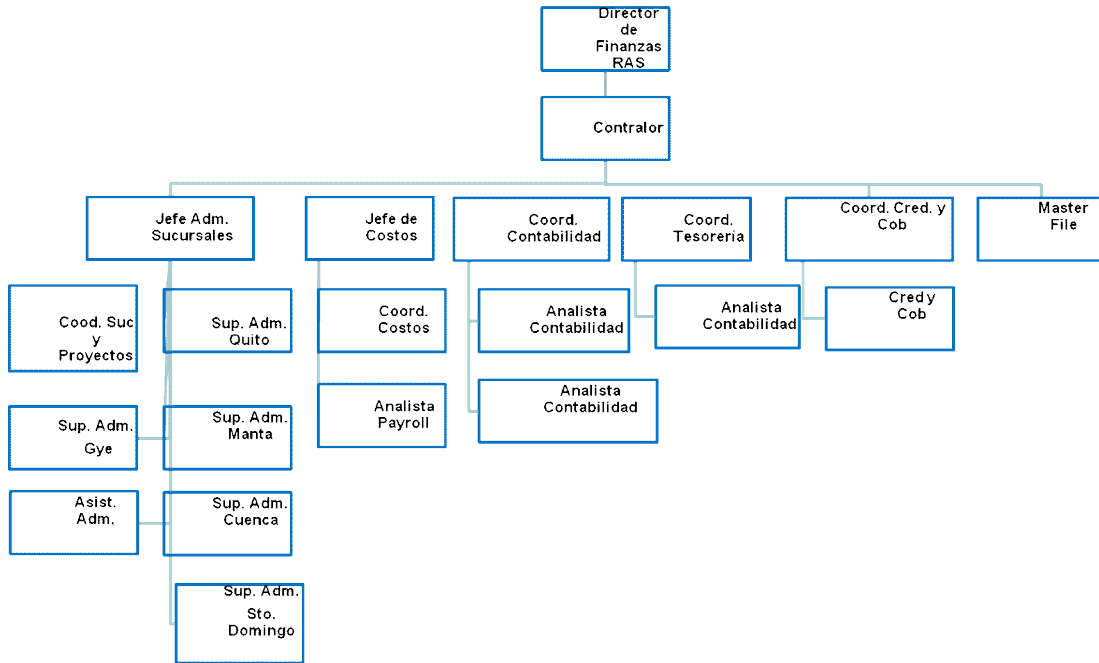 Director
de
Finanzas
RAS
Contralor
Jefe Adm.
Sucursales
Jefe de
Costos
Coord.
Contabilidad
Coord.
Tesorería
Coord. Cred. y
Cob
Master
File
Cood. Suc
y
Proyectos
Sup. Adm.
Quito
Coord.
Costos
Analista
Contabilidad
Analista
Contabilidad
Cred y
Cob
Sup. Adm.
Gye
Sup. Adm.
Manta
Analista
Payroll
Analista
Contabilidad
Asist.
Adm.
Sup. Adm.
Cuenca
Sup. Adm.
Sto.
Domingo